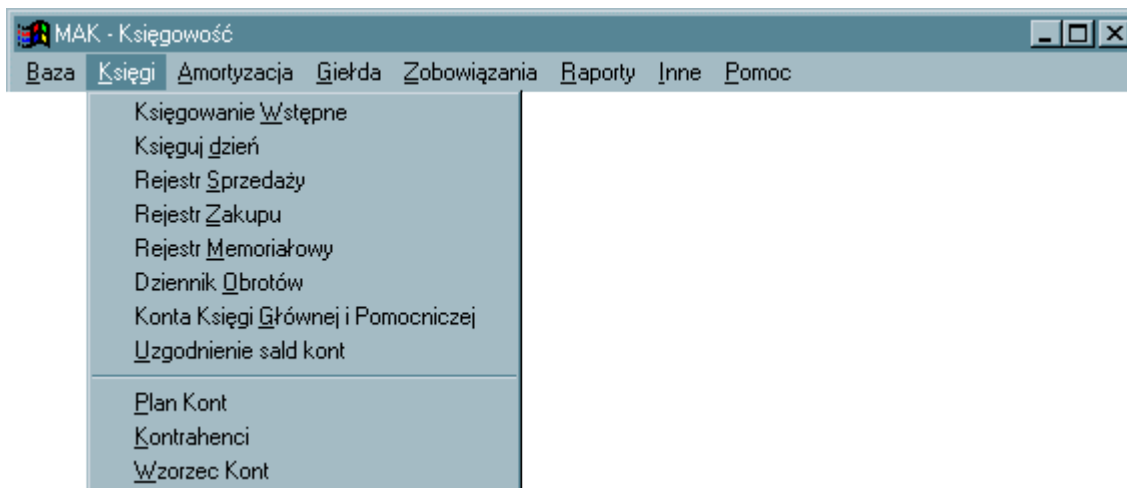 MAK - Księgowość
Baza Księgi Amortyzacja Giełda Zobowiązania Raporty Inne Pomoc
Księgowanie Wstępne
Księguj dzień
Rejestr Sprzedaży
Rejestr Zakupu
Rejestr Memoriałowy
Dziennik Obrotów
Konta Księgi Głównej i Pomocniczej
Uzgodnienie sald kont
Plan Kont
Kontrahenci
Wzorzec Kont